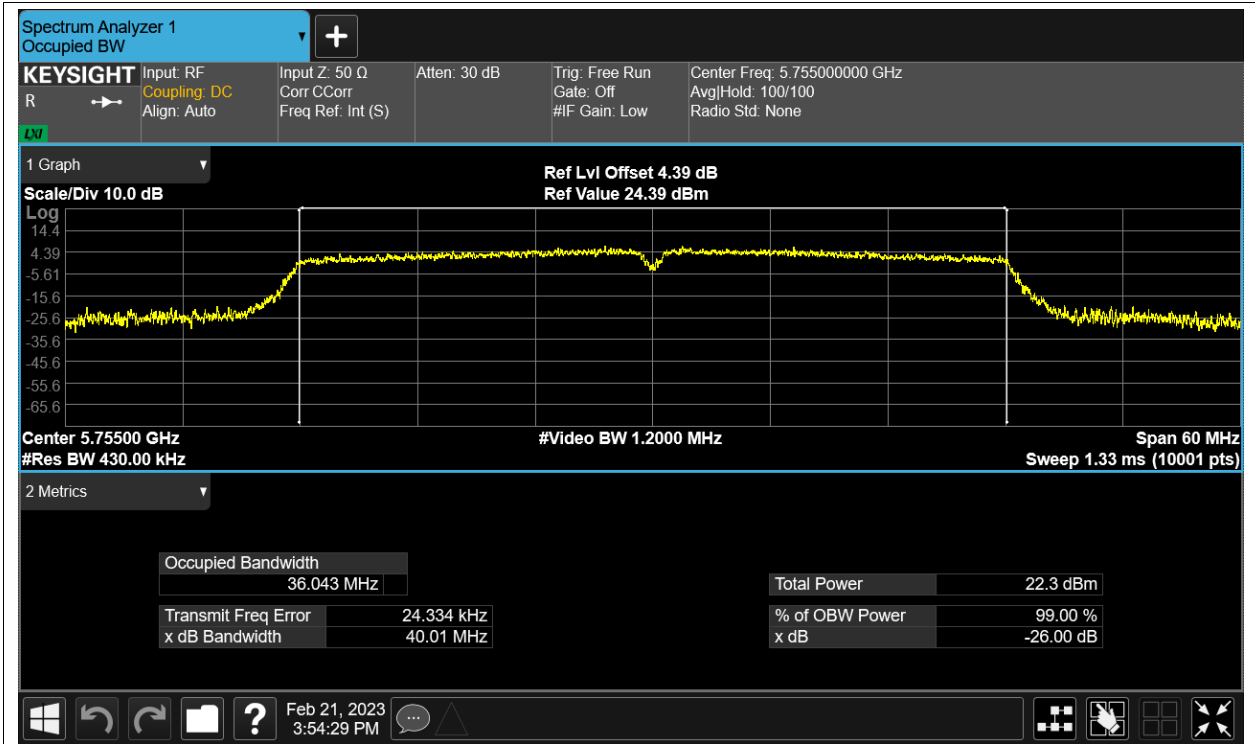 Spectrum Analyzer 1
Occupied BW
KEYSIGHT
R
LXI
Input: RF
Coupling: DC
Align: Auto
Input Z: 50 Ω
Corr CCorr
Freq Ref: Int (S)
Atten: 30 dB
Trig: Free Run
Gate: Off
#IF Gain: Low
Center Freq: 5.755000000 GHz
Avg|Hold: 100/100
Radio Std: None
1 Graph
Scale/Div 10.0 dB
Ref Lvl Offset 4.39 dB
Ref Value 24.39 dBm
Log
14.4
4.39
-5.61
-15.6
-25.6
-35.6
-45.6
-55.6
-65.6
Center 5.75500 GHz
#Video BW 1.2000 MHz
Span 60 MHz
#Res BW 430.00 kHz
Sweep 1.33 ms (10001 pts)
2 Metrics
Occupied Bandwidth
36.043 MHz
Transmit Freq Error 24.334 kHz
x dB Bandwidth 40.01 MHz
Total Power 22.3 dBm
% of OBW Power 99.00 %
x dB -26.00 dB
?
Feb 21, 2023
3:54:29 PM